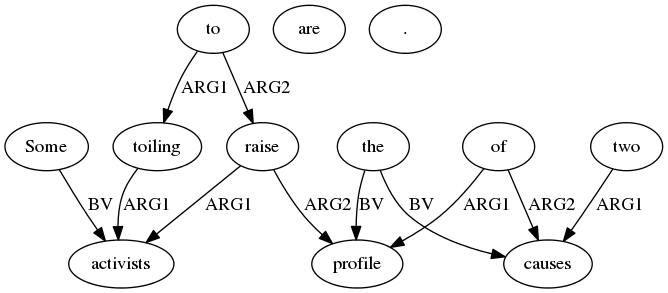 to are .
ARG1 ARG2
Some toiling raise the of two
BV ARG1 ARG1 ARG2 BV BV ARG1 ARG2 ARG1
activists profile causes